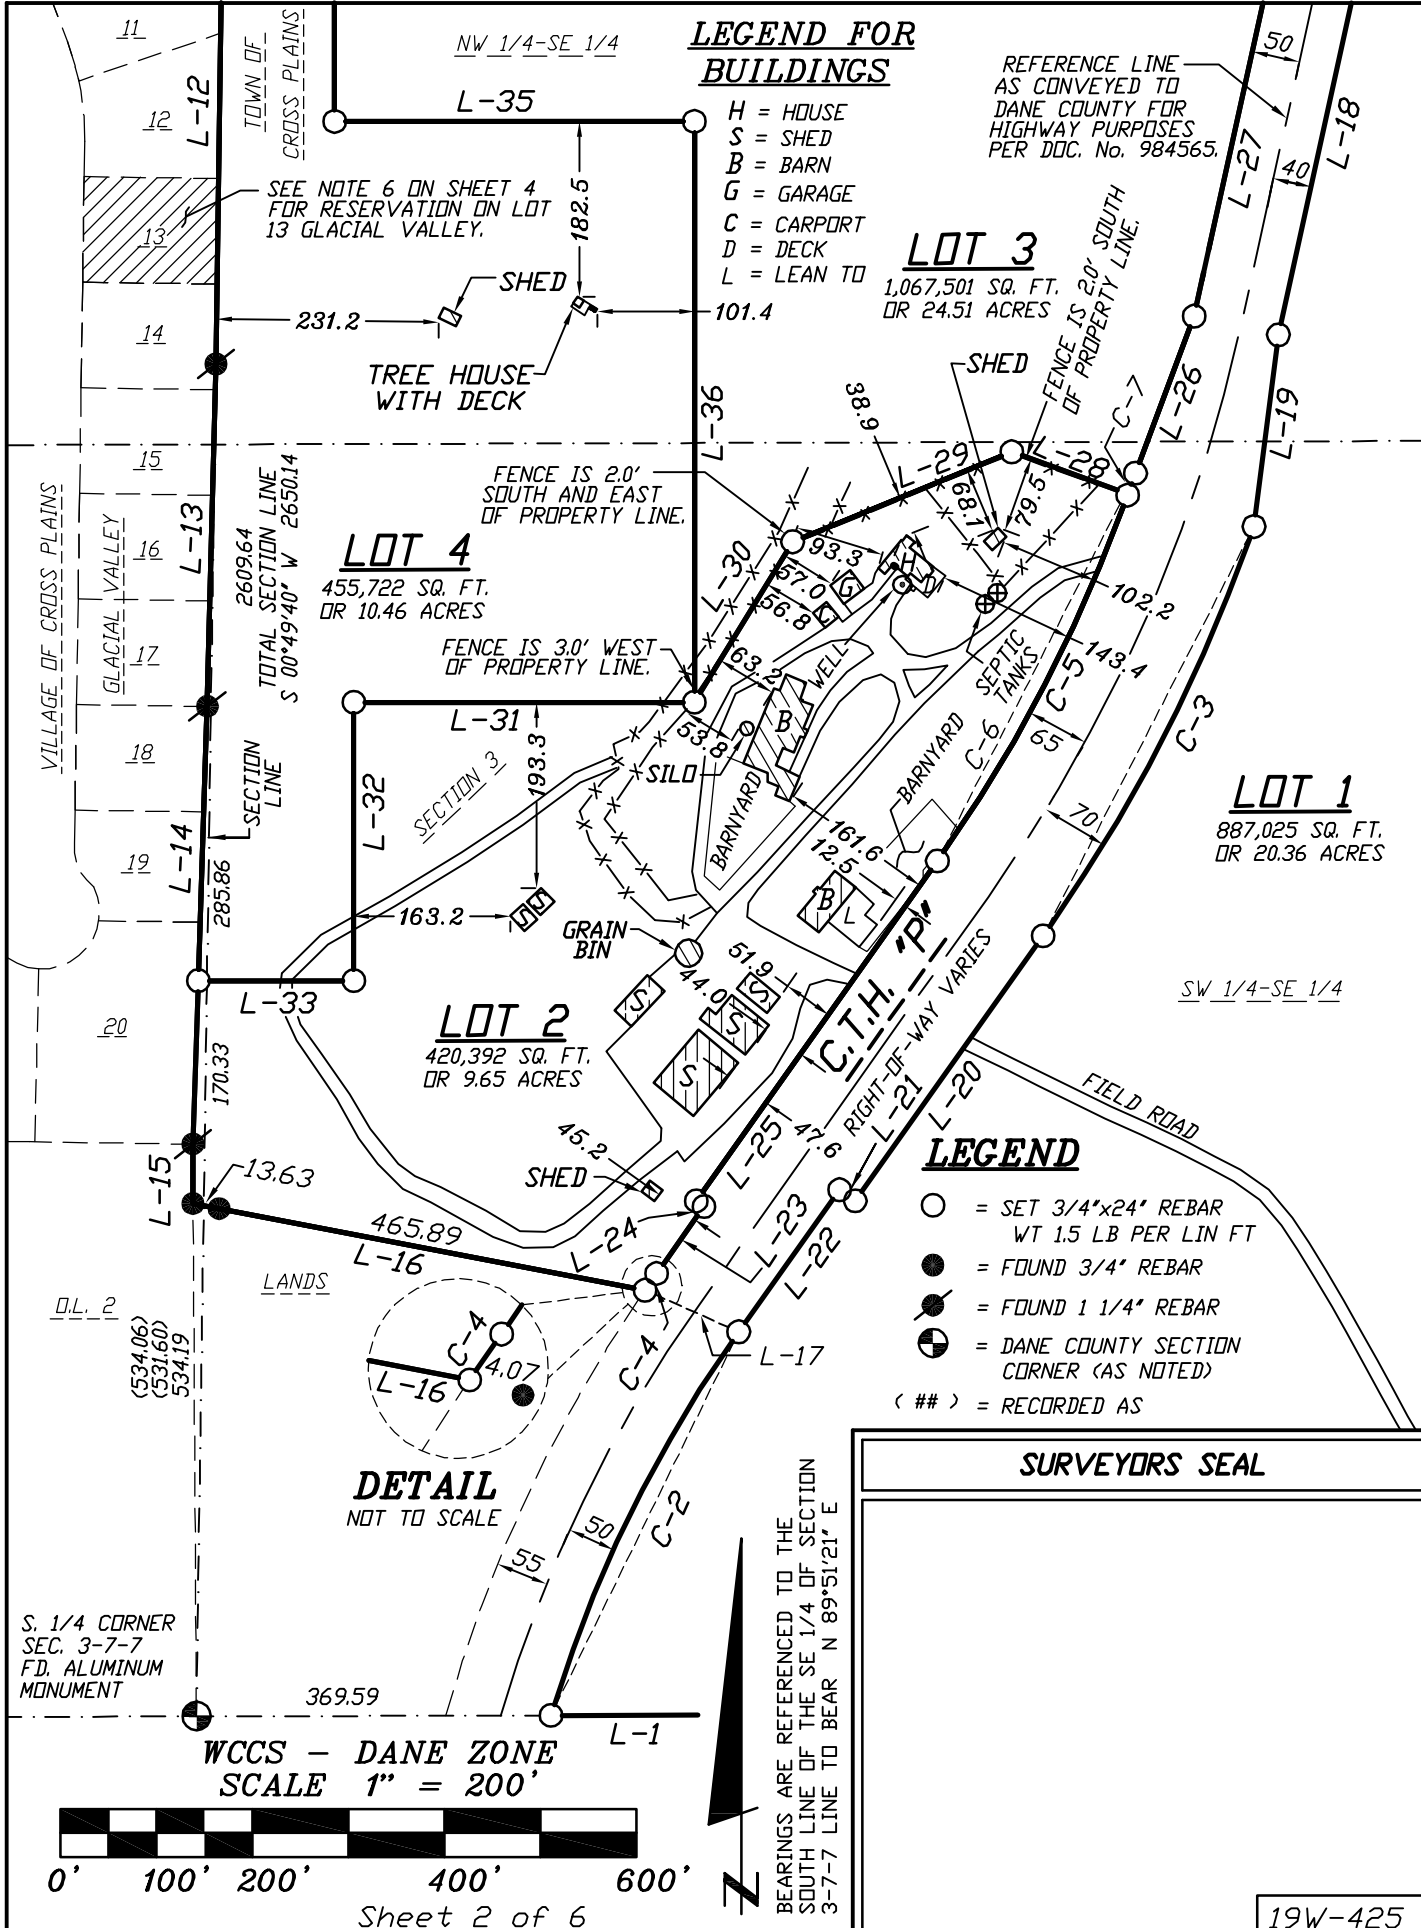 11
12
13
14
15
16
17
18
19
20
L-12
TOWN OF
CROSS PLAINS
NW 1/4-SE 1/4
L-35
LEGEND FOR
BUILDINGS
H = HOUSE
S = SHED
B = BARN
G = GARAGE
C = CARPORT
D = DECK
L = LEAN TO
REFERENCE LINE
AS CONVEYED TO
DANE COUNTY FOR
HIGHWAY PURPOSES
PER DOC. No. 984565.
50
L-18
L-27
40
SEE NOTE 6 ON SHEET 4
FOR RESERVATION ON LOT
13 GLACIAL VALLEY.
182.5
SHED
231.2
101.4
TREE HOUSE
WITH DECK
LOT 3
1,067,501 SQ. FT.
OR 24.51 ACRES
FENCE IS 2.0' SOUTH
OF PROPERTY LINE.
SHED
C-7
L-26
L-19
L-36
38.9
L-29
L-28
68.1
79.5
FENCE IS 2.0'
SOUTH AND EAST
OF PROPERTY LINE.
VILLAGE OF CROSS PLAINS
GLACIAL VALLEY
L-13
2609.64
TOTAL SECTION LINE
S 00°49'40" W  2650.14
LOT 4
455,722 SQ. FT.
OR 10.46 ACRES
L-30
93.3
57.0
56.8
H
D
G
C
102.2
143.4
FENCE IS 3.0' WEST
OF PROPERTY LINE.
63.2
WELL
SEPTIC
TANKS
C-5
C-6
65
C-3
L-31
193.3
53.8
B
SILO
BARNYARD
BARNYARD
SECTION
LINE
L-32
SECTION 3
L-14
285.86
161.6
12.5
70
LOT 1
887,025 SQ. FT.
OR 20.36 ACRES
163.2
S
S
GRAIN
BIN
B
L
51.9
44.0
S
S
S
S
C.T.H. "P"
RIGHT-OF-WAY VARIES
SW 1/4-SE 1/4
L-33
LOT 2
420,392 SQ. FT.
OR 9.65 ACRES
170.33
FIELD ROAD
L-20
L-21
45.2
SHED
L-25
47.6
L-15
13.63
465.89
L-16
L-24
L-23
L-22
LANDS
O.L. 2
(534.06)
(531.60)
534.19
C-4
L-16
4.07
C-4
L-17
DETAIL
NOT TO SCALE
LEGEND
= SET 3/4"x24" REBAR
WT 1.5 LB PER LIN FT
= FOUND 3/4" REBAR
= FOUND 1 1/4" REBAR
= DANE COUNTY SECTION
CORNER (AS NOTED)
( ## ) = RECORDED AS
SURVEYORS SEAL
C-2
50
55
S. 1/4 CORNER
SEC. 3-7-7
FD. ALUMINUM
MONUMENT
369.59
L-1
BEARINGS ARE REFERENCED TO THE
SOUTH LINE OF THE SE 1/4 OF SECTION
3-7-7 LINE TO BEAR  N 89°51'21" E
N
WCCS - DANE ZONE
SCALE 1" = 200'
0' 100' 200' 400' 600'
Sheet 2 of 6
19W-425